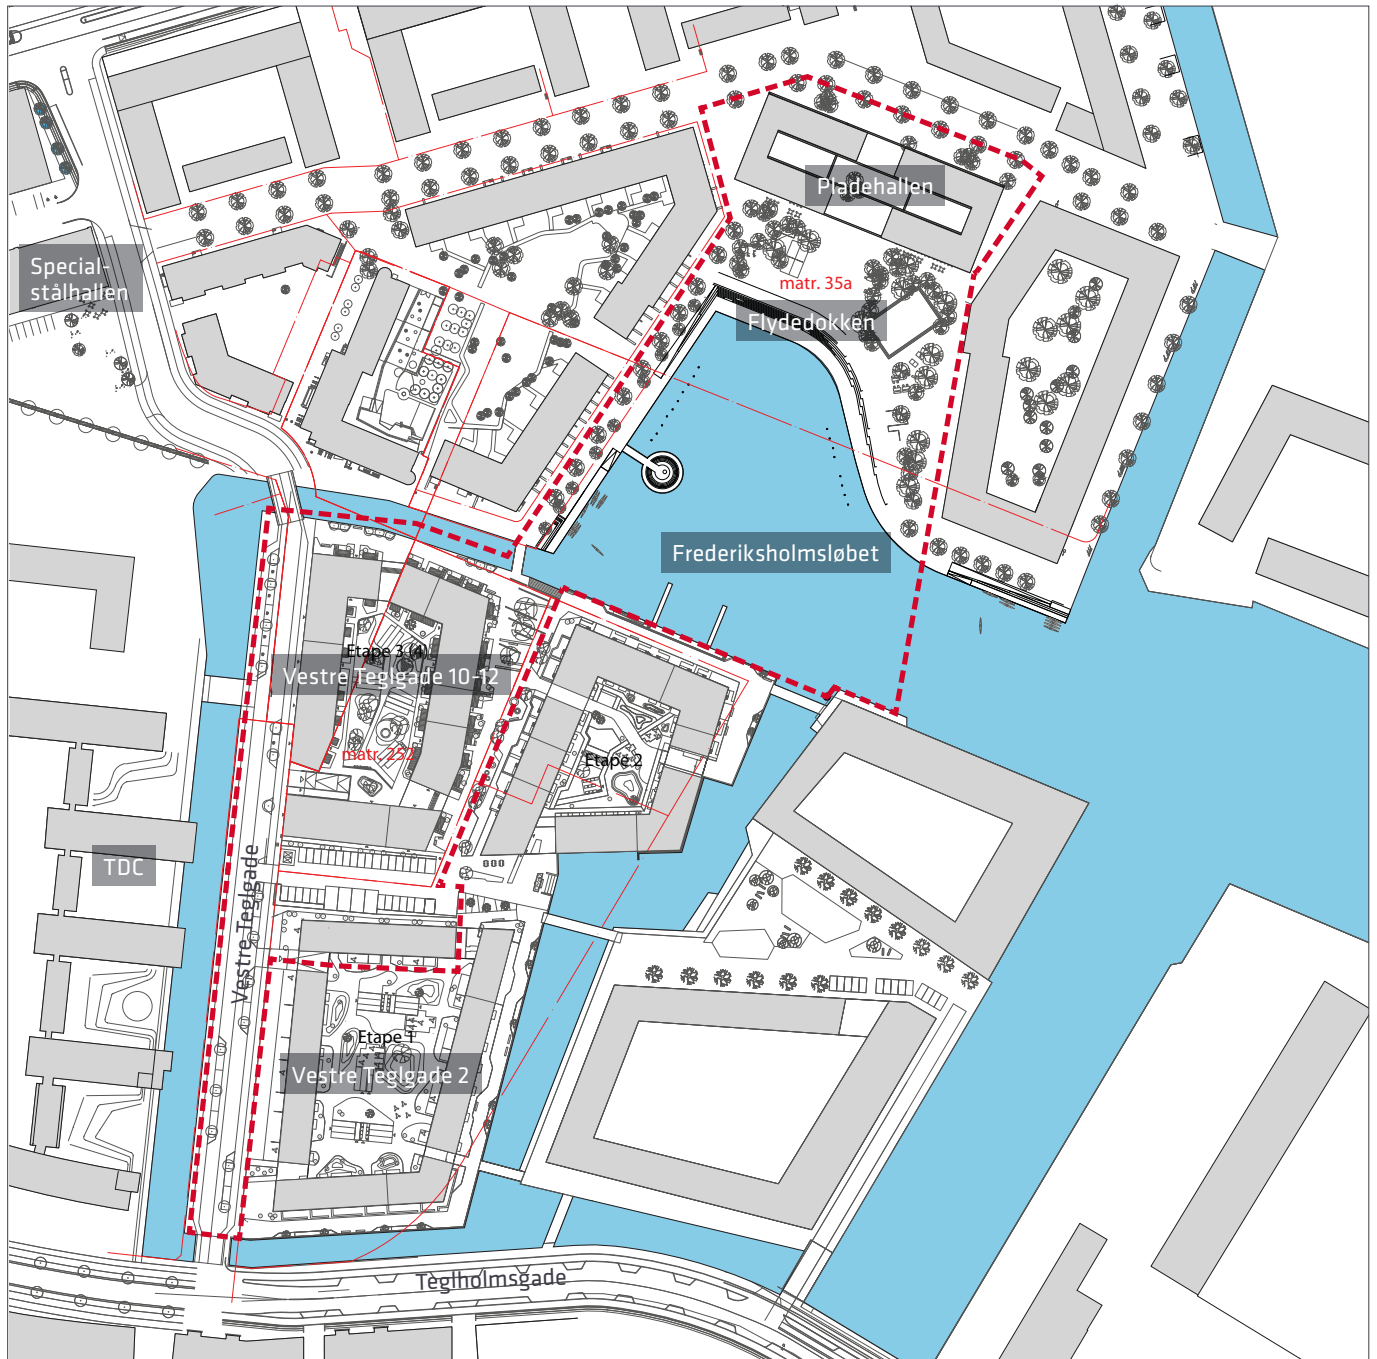 Pladehallen
Special-
stålhallen
matr. 35a
Flydedokken
Frederiksholmsløbet
Etape 3 (4)
Vestre Teglgade 10-12
matr. 252
Etape 2
TDC
Vestre Teglgade
Etape 1
Vestre Teglgade 2
Teglholmsgade